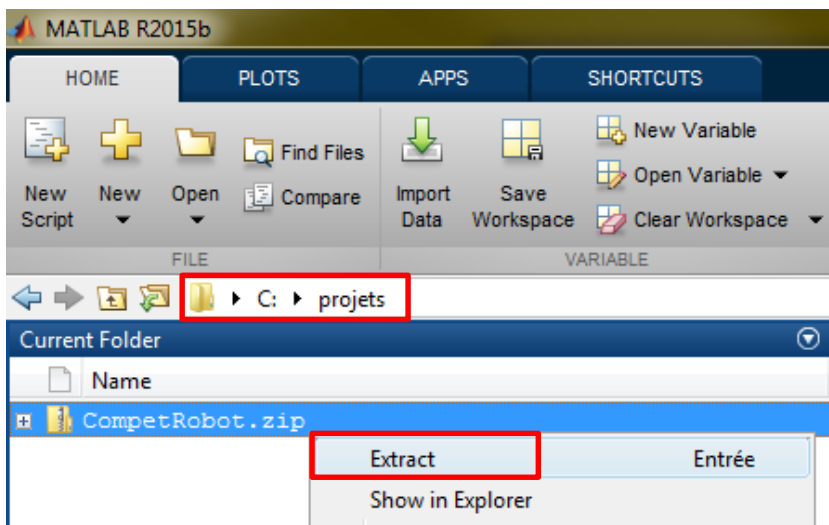 MATLAB R2015b
HOME PLOTS APPS SHORTCUTS
New Script
New
Open
Find Files
Compare
Import Data
Save Workspace
New Variable
Open Variable
Clear Workspace
FILE VARIABLE
C: projets
Current Folder
Name
CompetRobot.zip
Extract Entrée
Show in Explorer